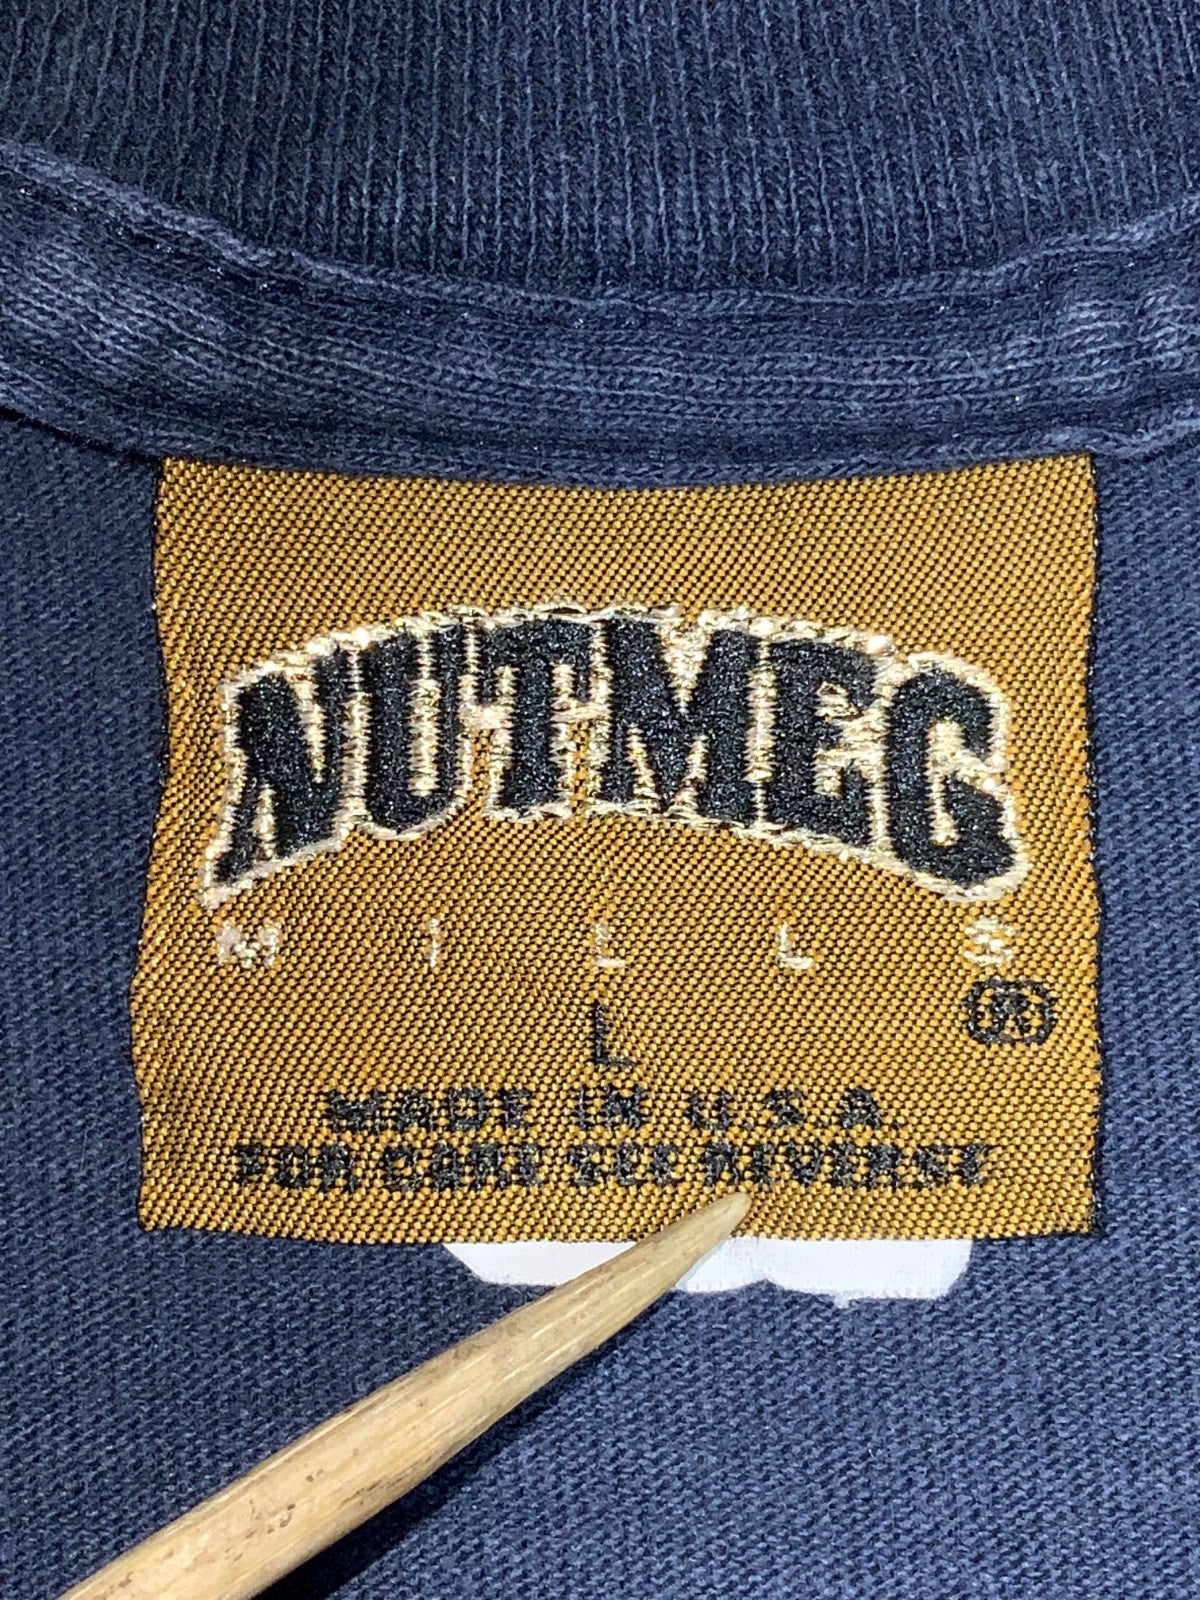 NUTMEG
MILLS
®
L
MADE IN U.S.A.
FOR CARE SEE REVERSE